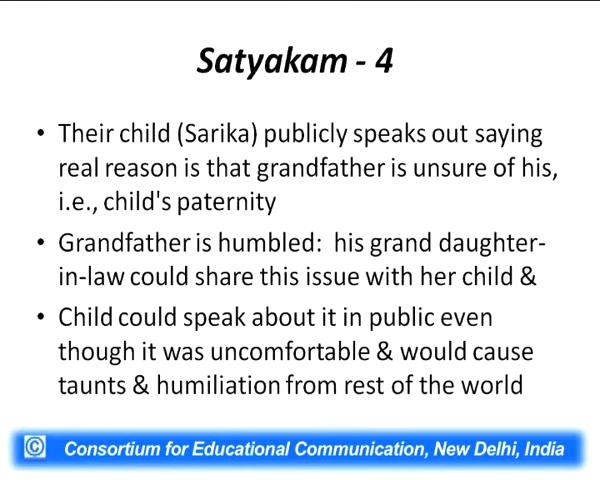 Satyakam - 4
• Their child (Sarika) publicly speaks out saying
real reason is that grandfather is unsure of his,
i.e., child's paternity
• Grandfather is humbled:  his grand daughter-
in-law could share this issue with her child &
• Child could speak about it in public even
though it was uncomfortable & would cause
taunts & humiliation from rest of the world
© Consortium for Educational Communication, New Delhi, India